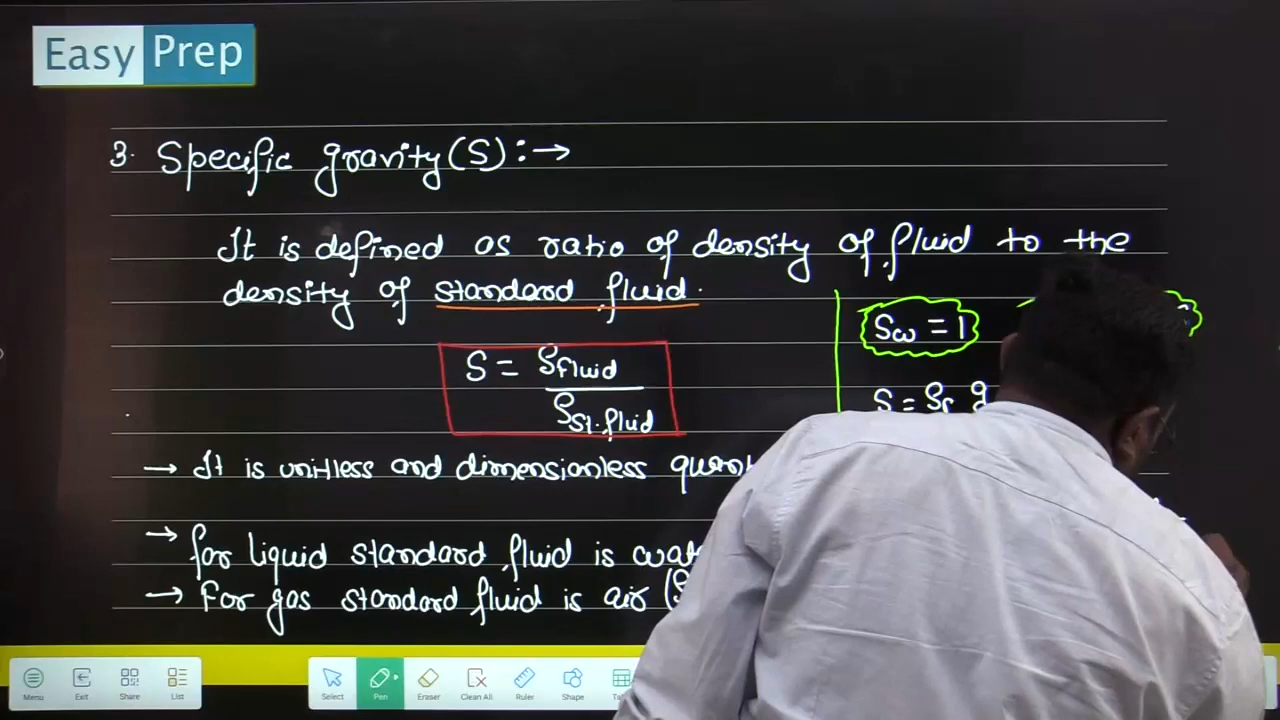 Easy Prep
3. Specific gravity (S) :→
It is defined as ratio of density of fluid to the
density of standard fluid.
S = ρfluid
ρst.fluid
Sω = 1
S = ρf g
→ It is unitless and dimensionless
→ for liquid standard fluid is
→ For gas standard fluid is air (ρ
Menu Exit Share List Select Pen Eraser Clean All Ruler Shape